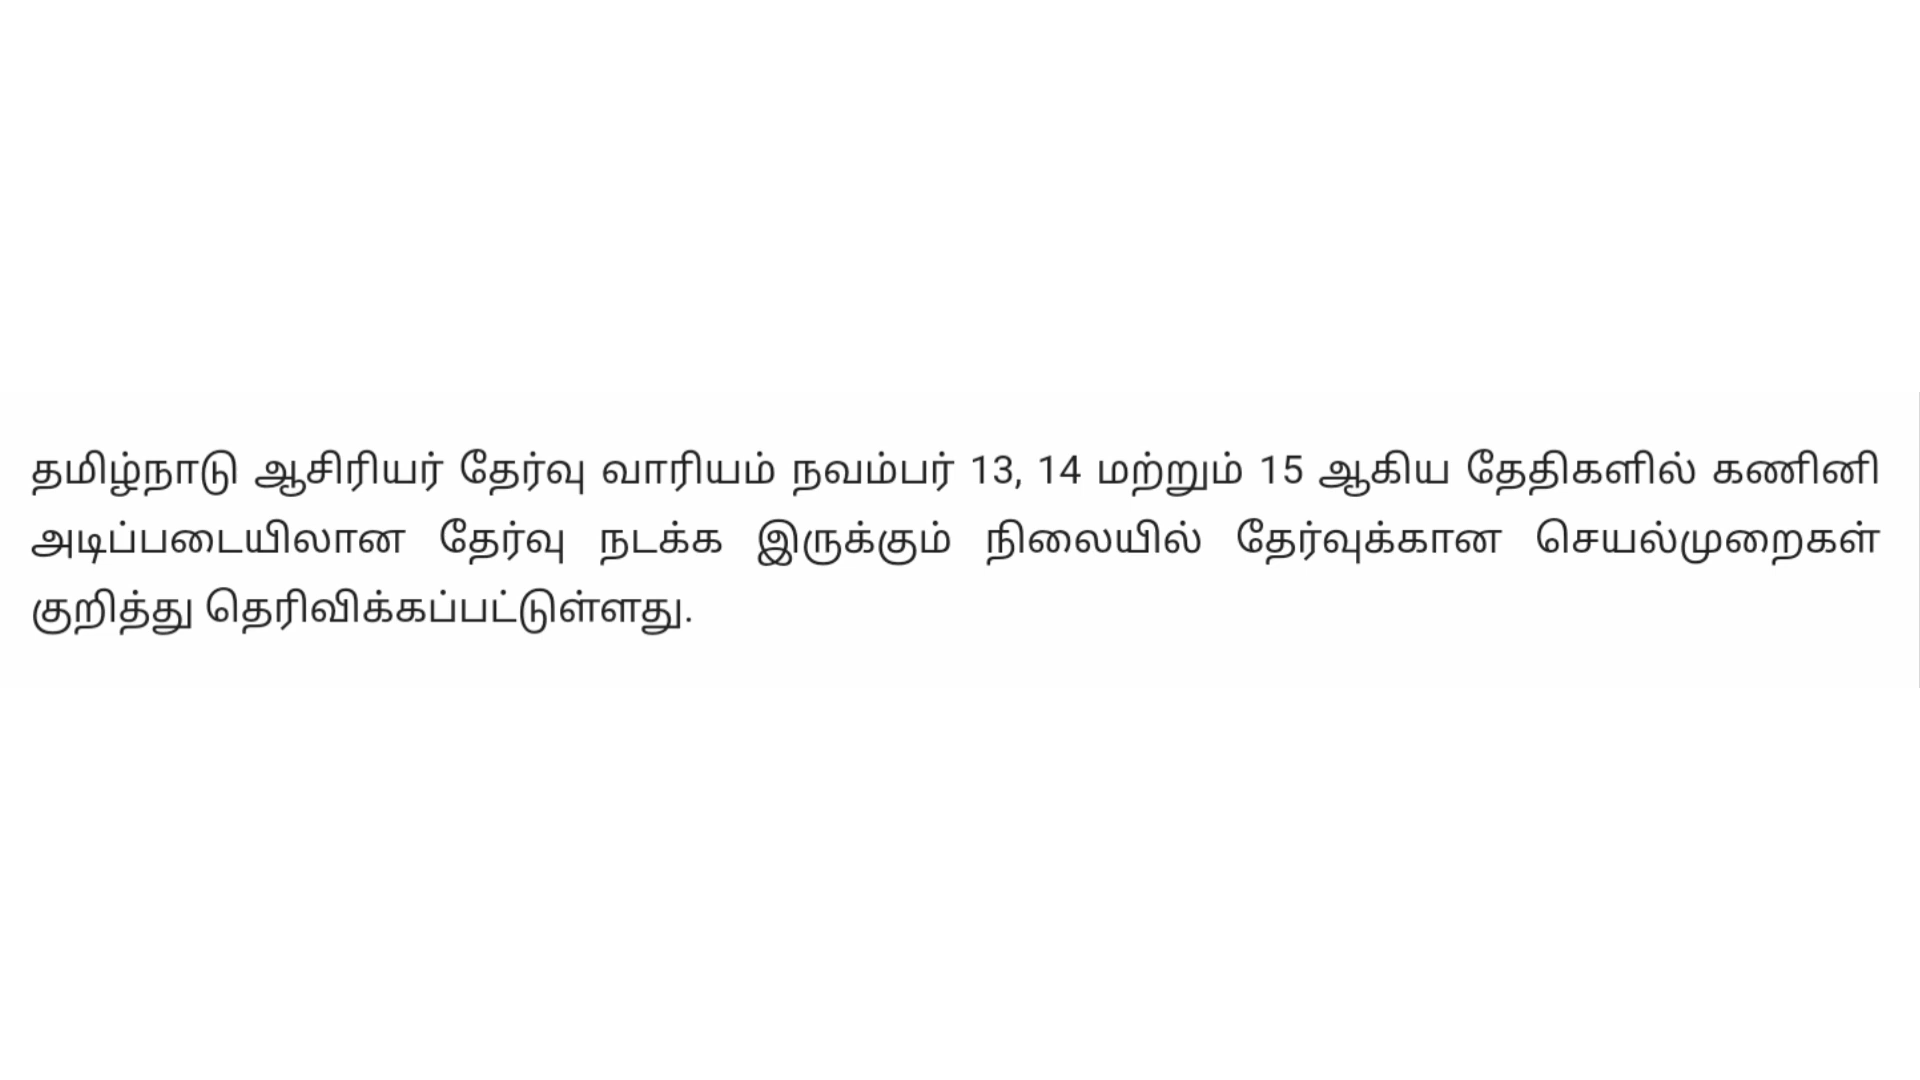 தமிழ்நாடு ஆசிரியர் தேர்வு வாரியம் நவம்பர் 13, 14 மற்றும் 15 ஆகிய தேதிகளில் கணினி
அடிப்படையிலான தேர்வு நடக்க இருக்கும் நிலையில் தேர்வுக்கான செயல்முறைகள்
குறித்து தெரிவிக்கப்பட்டுள்ளது.